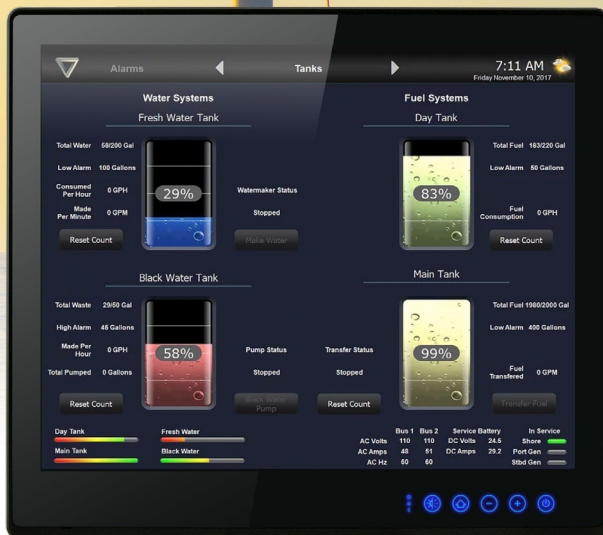 Alarms
Tanks
7:11 AM
Friday November 10, 2017
Water Systems
Fresh Water Tank
Total Water 58/200 Gal
Low Alarm 100 Gallons
Consumed
Per Hour
0 GPH
Made
Per Minute
0 GPM
Reset Count
29%
Watermaker Status
Stopped
Make Water
Fuel Systems
Day Tank
83%
Total Fuel 183/220 Gal
Low Alarm 50 Gallons
Fuel
Consumption
0 GPH
Reset Count
Black Water Tank
Total Waste 29/50 Gal
High Alarm 45 Gallons
Made Per
Hour
0 GPH
Total Pumped 0 Gallons
Reset Count
58%
Pump Status
Stopped
Black Water
Pump
Main Tank
Transfer Status
Stopped
Reset Count
99%
Total Fuel 1980/2000 Gal
Low Alarm 400 Gallons
Fuel
Transfered
0 GPM
Transfer Fuel
Day Tank
Fresh Water
Main Tank
Black Water
Bus 1 Bus 2 Service Battery In Service
AC Volts 110 110 DC Volts 24.5 Shore
AC Amps 48 51 DC Amps 29.2 Port Gen
AC Hz 60 60 Stbd Gen